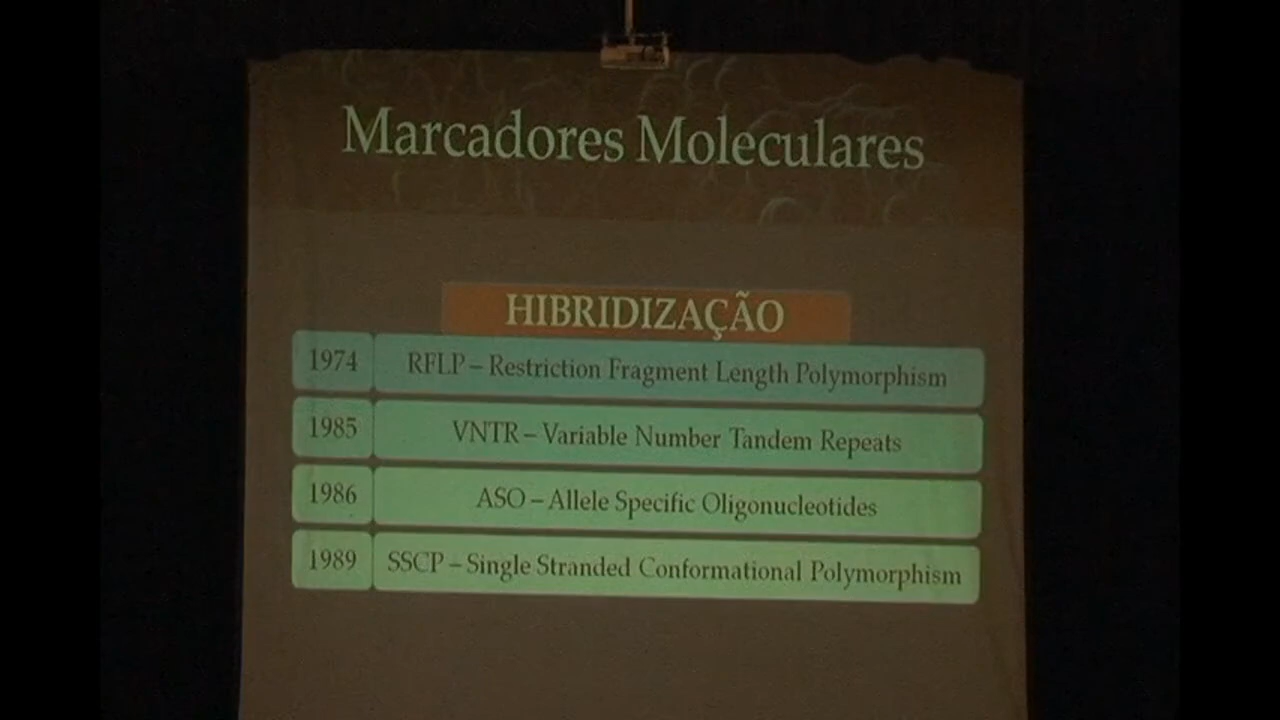 Marcadores Moleculares
HIBRIDIZAÇÃO
1974 RFLP – Restriction Fragment Length Polymorphism
1985 VNTR – Variable Number Tandem Repeats
1986 ASO – Allele Specific Oligonucleotides
1989 SSCP – Single Stranded Conformational Polymorphism